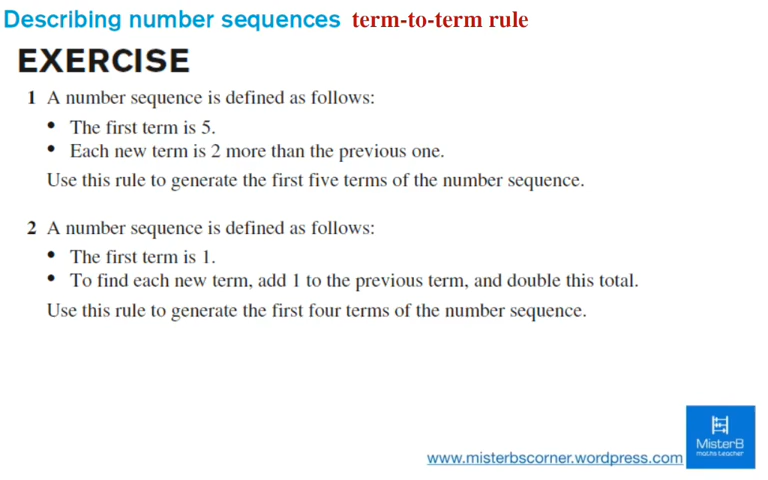 Describing number sequences term-to-term rule
EXERCISE
1 A number sequence is defined as follows:
• The first term is 5.
• Each new term is 2 more than the previous one.
Use this rule to generate the first five terms of the number sequence.
2 A number sequence is defined as follows:
• The first term is 1.
• To find each new term, add 1 to the previous term, and double this total.
Use this rule to generate the first four terms of the number sequence.
www.misterbscorner.wordpress.com
MisterB
maths teacher